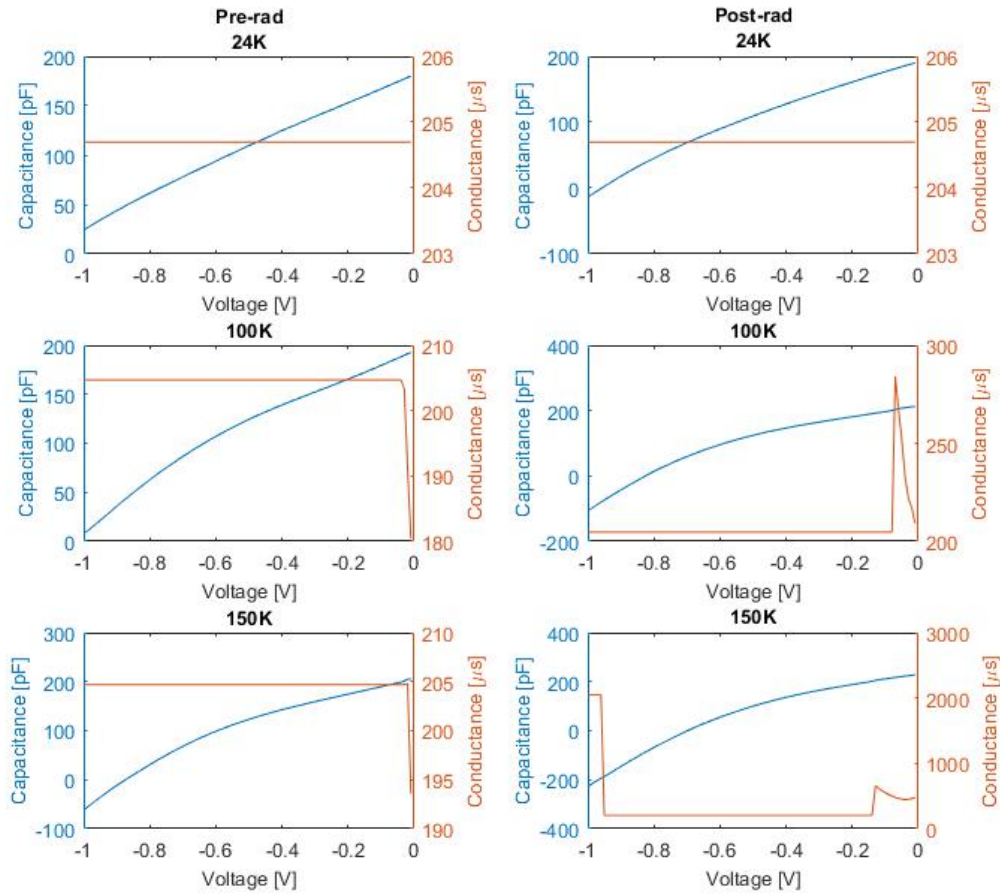 Pre-rad
24K
Capacitance [pF]
200
150
100
50
0
206
205
204
203
Conductance [µs]
-1 -0.8 -0.6 -0.4 -0.2 0
Voltage [V]
Post-rad
24K
Capacitance [pF]
200
100
0
-100
206
205
204
203
Conductance [µs]
-1 -0.8 -0.6 -0.4 -0.2 0
Voltage [V]
100K
Capacitance [pF]
200
150
100
50
0
210
200
190
180
Conductance [µs]
-1 -0.8 -0.6 -0.4 -0.2 0
Voltage [V]
100K
Capacitance [pF]
400
200
0
-200
300
250
200
Conductance [µs]
-1 -0.8 -0.6 -0.4 -0.2 0
Voltage [V]
150K
Capacitance [pF]
300
200
100
0
-100
210
205
200
195
190
Conductance [µs]
-1 -0.8 -0.6 -0.4 -0.2 0
Voltage [V]
150K
Capacitance [pF]
400
200
0
-200
-400
3000
2000
1000
0
Conductance [µs]
-1 -0.8 -0.6 -0.4 -0.2 0
Voltage [V]